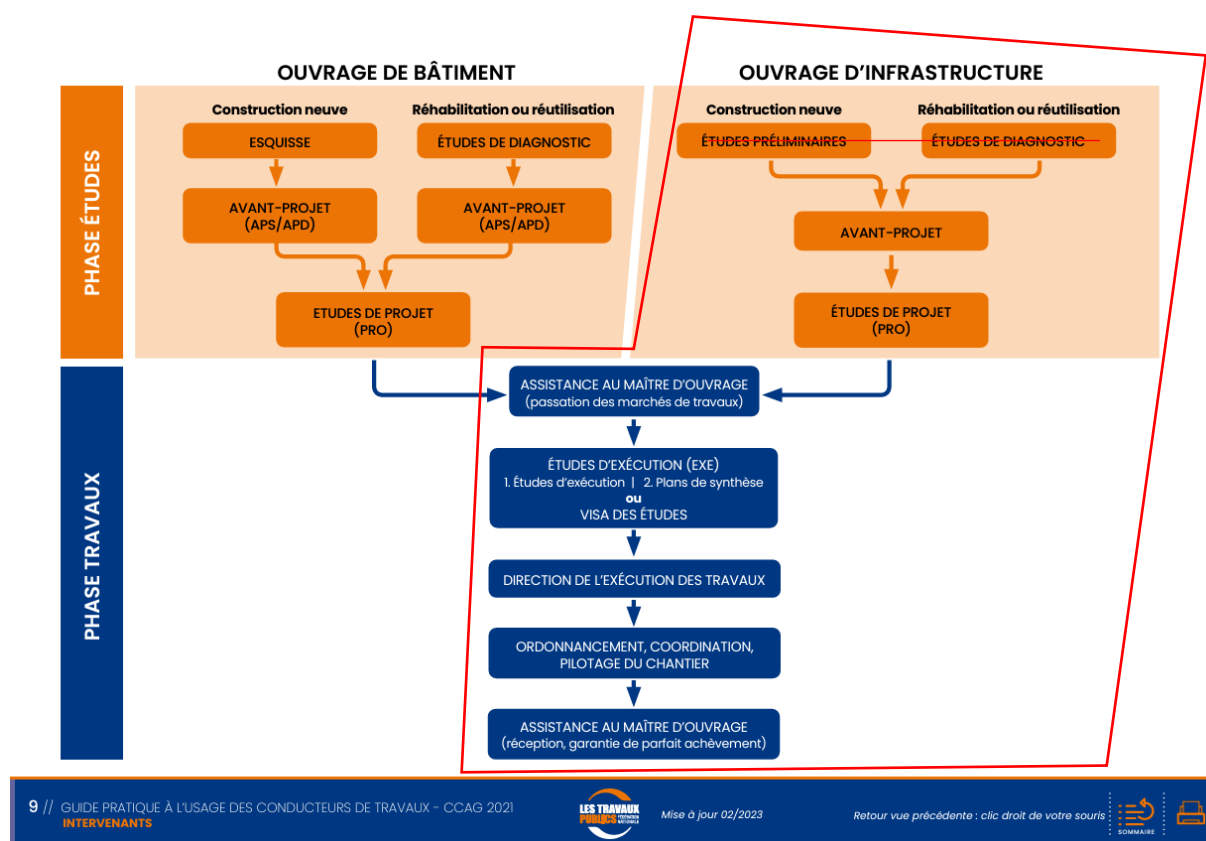 OUVRAGE DE BÂTIMENT
OUVRAGE D'INFRASTRUCTURE
PHASE ÉTUDES
Construction neuve
Réhabilitation ou réutilisation
Construction neuve
Réhabilitation ou réutilisation
ESQUISSE
ÉTUDES DE DIAGNOSTIC
ÉTUDES PRÉLIMINAIRES
ÉTUDES DE DIAGNOSTIC
AVANT-PROJET
(APS/APD)
AVANT-PROJET
(APS/APD)
AVANT-PROJET
ETUDES DE PROJET
(PRO)
ÉTUDES DE PROJET
(PRO)
PHASE TRAVAUX
ASSISTANCE AU MAÎTRE D'OUVRAGE
(passation des marchés de travaux)
ÉTUDES D'EXÉCUTION (EXE)
1. Études d'exécution | 2. Plans de synthèse
ou
VISA DES ÉTUDES
DIRECTION DE L'EXÉCUTION DES TRAVAUX
ORDONNANCEMENT, COORDINATION,
PILOTAGE DU CHANTIER
ASSISTANCE AU MAÎTRE D'OUVRAGE
(réception, garantie de parfait achèvement)
9 // GUIDE PRATIQUE À L'USAGE DES CONDUCTEURS DE TRAVAUX - CCAG 2021
INTERVENANTS
LES TRAVAUX
PUBLICS FÉDÉRATION
NATIONALE
Mise à jour 02/2023
Retour vue précédente : clic droit de votre souris
SOMMAIRE